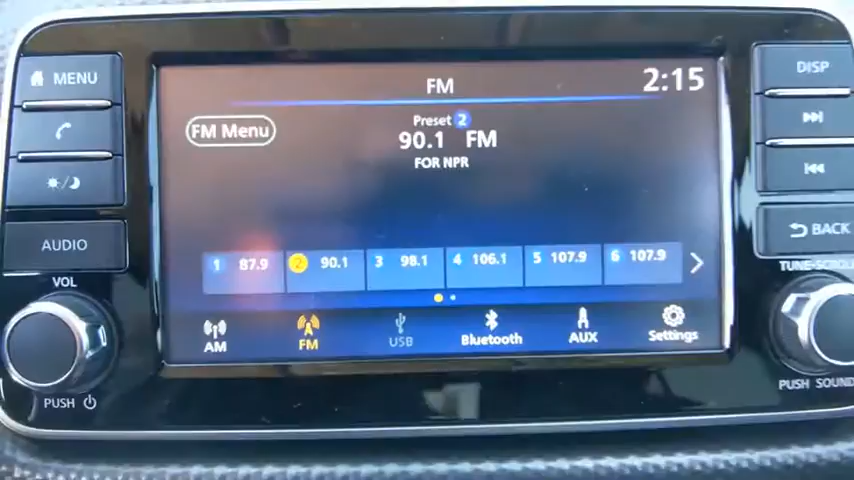 MENU
AUDIO
VOL
PUSH
FM
2:15
FM Menu
Preset 2
90.1 FM
FOR NPR
1 87.9
2 90.1
3 98.1
4 106.1
5 107.9
6 107.9
AM
FM
USB
Bluetooth
AUX
Settings
DISP
BACK
TUNE-SCROLL
PUSH SOUND